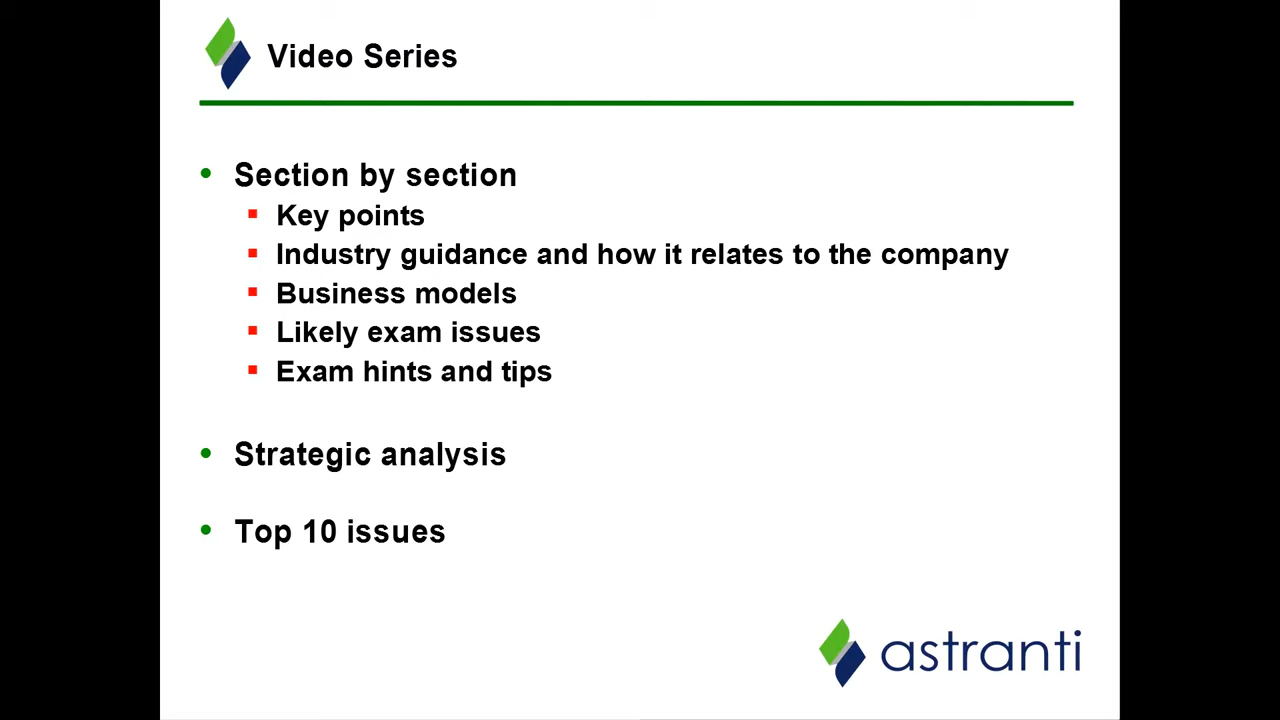 Video Series
• Section by section
▪ Key points
▪ Industry guidance and how it relates to the company
▪ Business models
▪ Likely exam issues
▪ Exam hints and tips
• Strategic analysis
• Top 10 issues
astranti